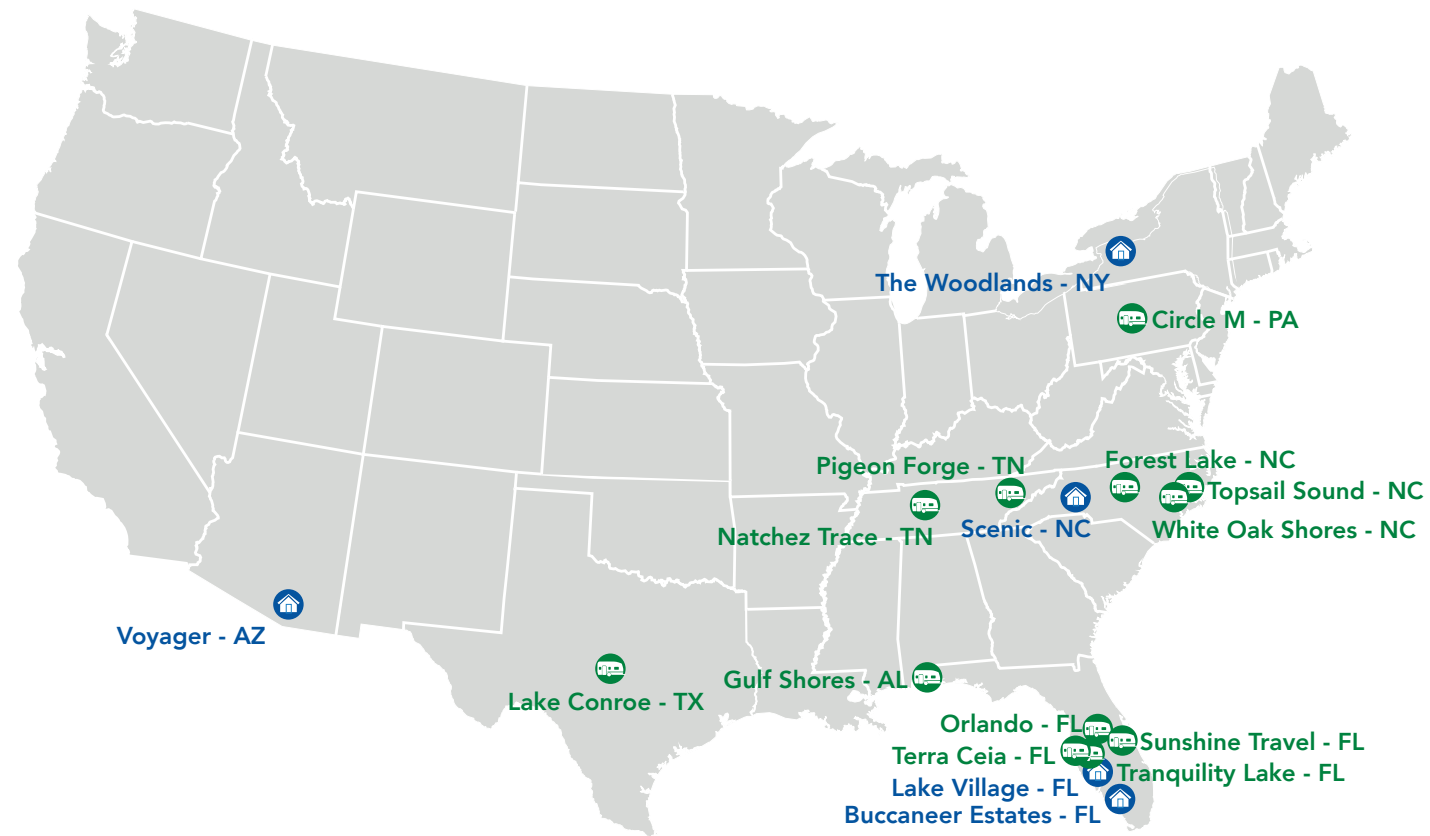 The Woodlands - NY
Circle M - PA
Pigeon Forge - TN
Forest Lake - NC
Topsail Sound - NC
Natchez Trace - TN
Scenic - NC
White Oak Shores - NC
Voyager - AZ
Gulf Shores - AL
Lake Conroe - TX
Orlando - FL
Sunshine Travel - FL
Terra Ceia - FL
Tranquility Lake - FL
Lake Village - FL
Buccaneer Estates - FL